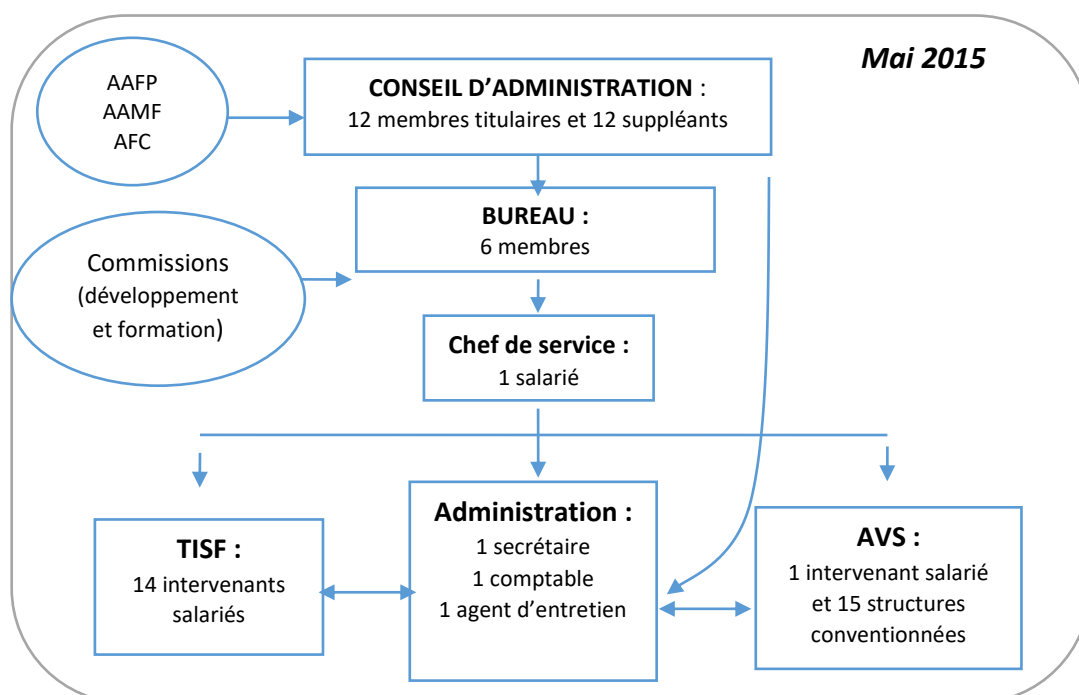 Mai 2015
AAFP
AAMF
AFC
CONSEIL D'ADMINISTRATION :
12 membres titulaires et 12 suppléants
BUREAU :
6 membres
Commissions
(développement
et formation)
Chef de service :
1 salarié
TISF :
14 intervenants
salariés
Administration :
1 secrétaire
1 comptable
1 agent d'entretien
AVS :
1 intervenant salarié
et 15 structures
conventionnées